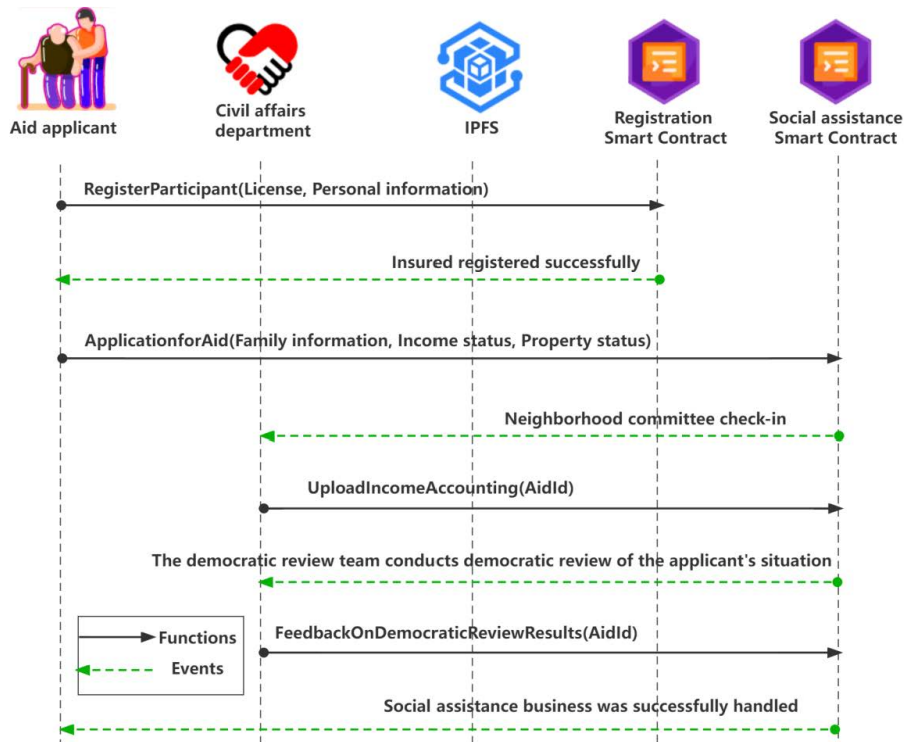 Aid applicant
Civil affairs
department
IPFS
Registration
Smart Contract
Social assistance
Smart Contract
RegisterParticipant(License, Personal information)
Insured registered successfully
ApplicationforAid(Family information, Income status, Property status)
Neighborhood committee check-in
UploadIncomeAccounting(AidId)
The democratic review team conducts democratic review of the applicant's situation
FeedbackOnDemocraticReviewResults(AidId)
Functions
Events
Social assistance business was successfully handled